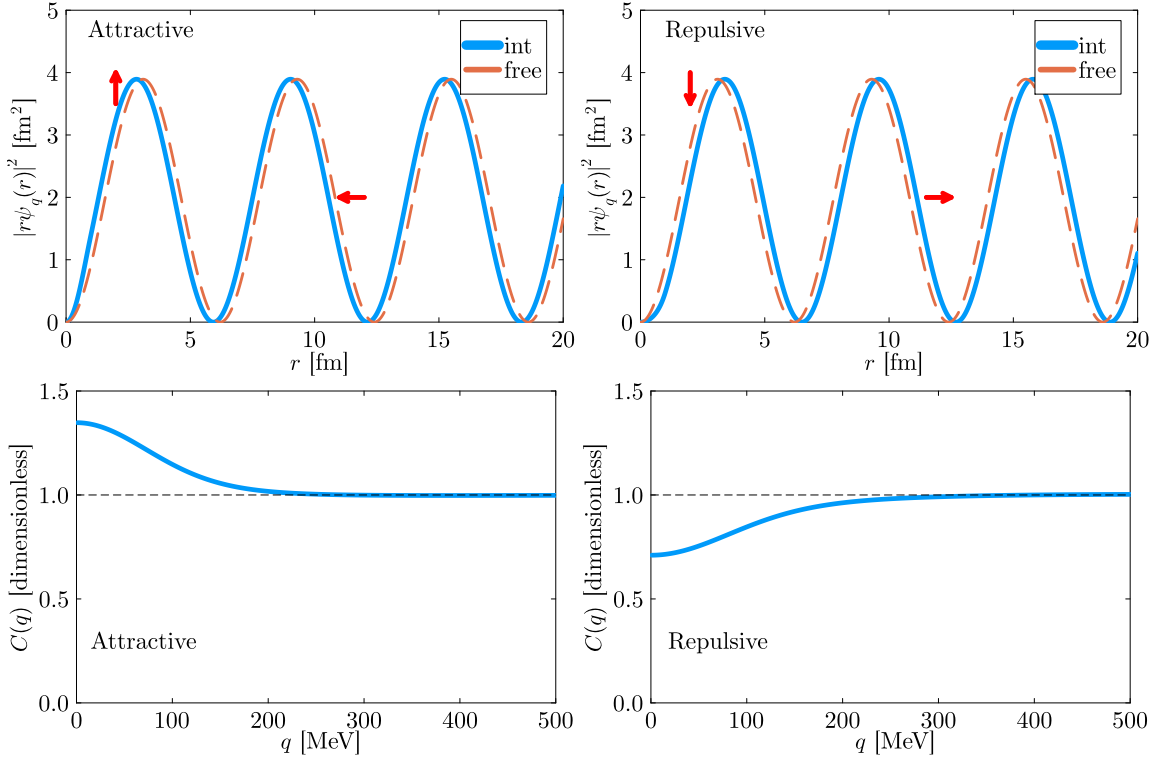 Attractive
int
free
5
4
3
2
1
0
|rψ_q(r)|² [fm²]
0 5 10 15 20
r [fm]
Repulsive
int
free
5
4
3
2
1
0
|rψ_q(r)|² [fm²]
0 5 10 15 20
r [fm]
1.5
1.0
0.5
0.0
C(q) [dimensionless]
Attractive
0 100 200 300 400 500
q [MeV]
1.5
1.0
0.5
0.0
C(q) [dimensionless]
Repulsive
0 100 200 300 400 500
q [MeV]